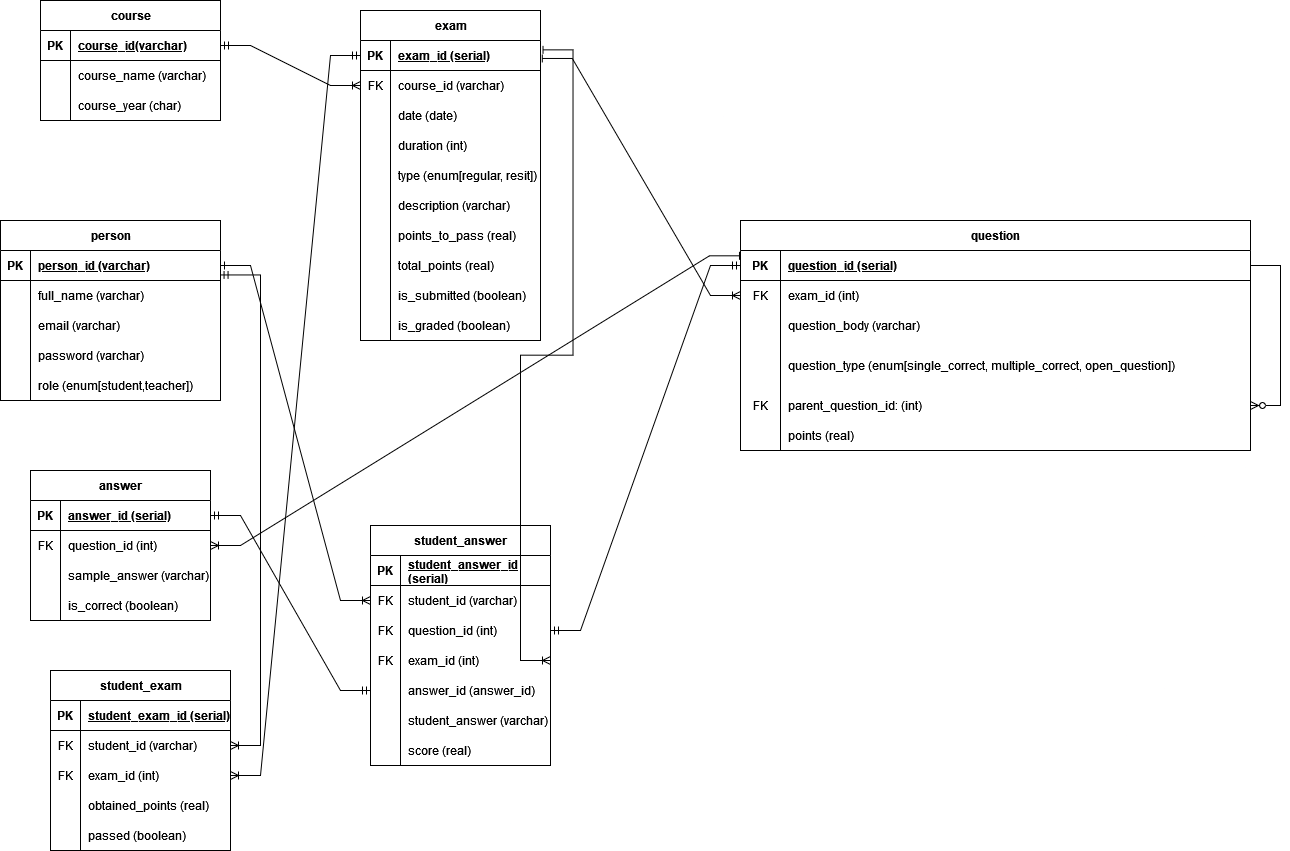 course
PK course_id(varchar)
course_name (varchar)
course_year (char)
exam
PK exam_id (serial)
FK course_id (varchar)
date (date)
duration (int)
type (enum[regular, resit])
description (varchar)
points_to_pass (real)
total_points (real)
is_submitted (boolean)
is_graded (boolean)
person
PK person_id (varchar)
full_name (varchar)
email (varchar)
password (varchar)
role (enum[student,teacher])
question
PK question_id (serial)
FK exam_id (int)
question_body (varchar)
question_type (enum[single_correct, multiple_correct, open_question])
FK parent_question_id: (int)
points (real)
answer
PK answer_id (serial)
FK question_id (int)
sample_answer (varchar)
is_correct (boolean)
student_answer
PK student_answer_id
(serial)
FK student_id (varchar)
FK question_id (int)
FK exam_id (int)
answer_id (answer_id)
student_answer (varchar)
score (real)
student_exam
PK student_exam_id (serial)
FK student_id (varchar)
FK exam_id (int)
obtained_points (real)
passed (boolean)